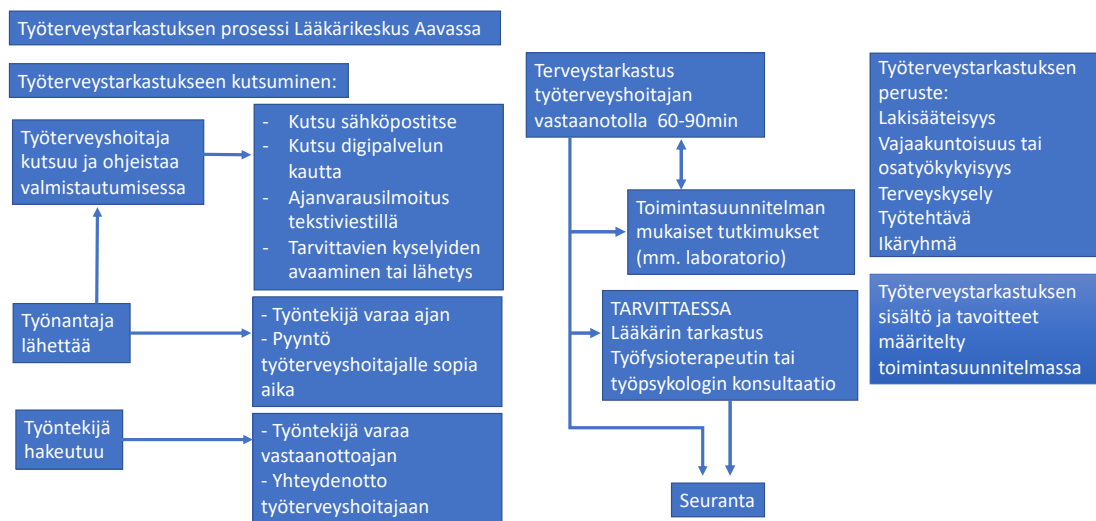 Työterveystarkastuksen prosessi Lääkärikeskus Aavassa
Työterveystarkastukseen kutsuminen:
Työterveyshoitaja
kutsuu ja ohjeistaa
valmistautumisessa
- Kutsu sähköpostitse
- Kutsu digipalvelun
kautta
- Ajanvarausilmoitus
tekstiviestillä
- Tarvittavien kyselyiden
avaaminen tai lähetys
Työnantaja
lähettää
- Työntekijä varaa ajan
- Pyyntö
työterveyshoitajalle sopia
aika
Työntekijä
hakeutuu
- Työntekijä varaa
vastaanottoajan
- Yhteydenotto
työterveyshoitajaan
Terveystarkastus
työterveyshoitajan
vastaanotolla 60-90min
Toimintasuunnitelman
mukaiset tutkimukset
(mm. laboratorio)
TARVITTAESSA
Lääkärin tarkastus
Työfysioterapeutin tai
työpsykologin konsultaatio
Seuranta
Työterveystarkastuksen
peruste:
Lakisääteisyys
Vajaakuntoisuus tai
osatyökykyisyys
Terveyskysely
Työtehtävä
Ikäryhmä
Työterveystarkastuksen
sisältö ja tavoitteet
määritelty
toimintasuunnitelmassa